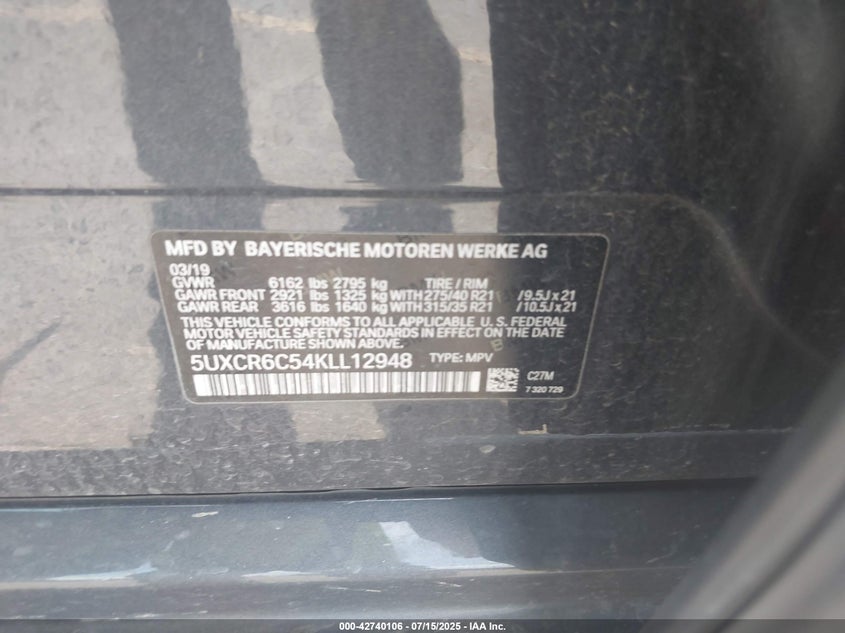 MFD BY BAYERISCHE MOTOREN WERKE AG
03/19
GVWR 6162 lbs 2795 kg TIRE / RIM
GAWR FRONT 2921 lbs 1325 kg WITH 275/40 R21 /9.5J x 21
GAWR REAR 3616 lbs 1640 kg WITH 315/35 R21 /10.5J x 21
THIS VEHICLE CONFORMS TO ALL APPLICABLE U.S. FEDERAL
MOTOR VEHICLE SAFETY STANDARDS IN EFFECT ON THE DATE
OF MANUFACTURE SHOWN ABOVE.
5UXCR6C54KLL12948 TYPE: MPV
C27M
7 320 729
000-42740106 - 07/15/2025 - IAA Inc.